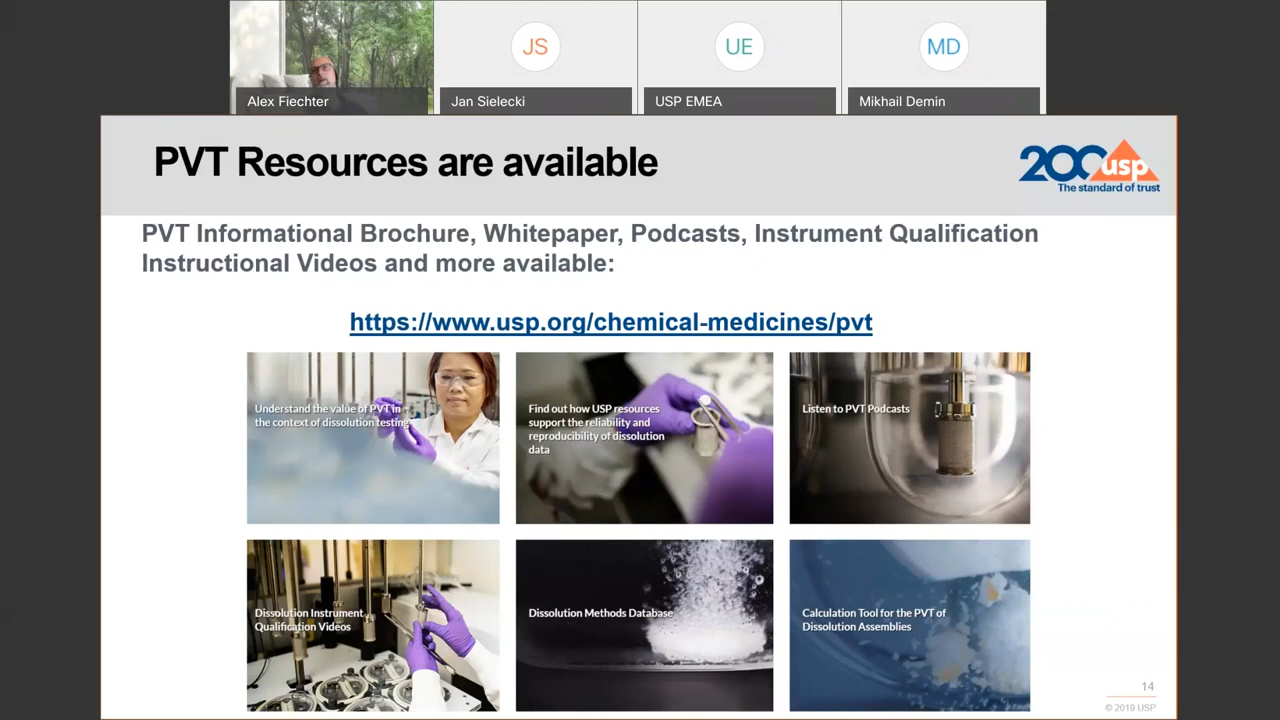 JS
UE
MD
Alex Fiechter
Jan Sielecki
USP EMEA
Mikhail Demin
PVT Resources are available
200 usp
The standard of trust
PVT Informational Brochure, Whitepaper, Podcasts, Instrument Qualification
Instructional Videos and more available:
https://www.usp.org/chemical-medicines/pvt
Understand the value of PVT in
the context of dissolution testing
Find out how USP resources
support the reliability and
reproducibility of dissolution
data
Listen to PVT Podcasts
Dissolution Instrument
Qualification Videos
Dissolution Methods Database
Calculation Tool for the PVT of
Dissolution Assemblies
14
© 2019 USP